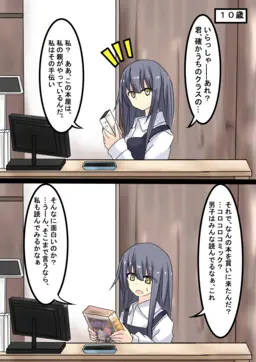 10歳
いらっしゃ──あれ?
君、確かうちのクラスの…
私? ああ、この本屋は、
私の親がやっているんだ、
私はその手伝い
それで、なんの本を買いに来たんだ?
…コロコロコミック?
男子はみんな読んでるなぁ、これ
そんなに面白いのか?
…うーん、そこまで言うなら、
私も読んでみるかなぁ